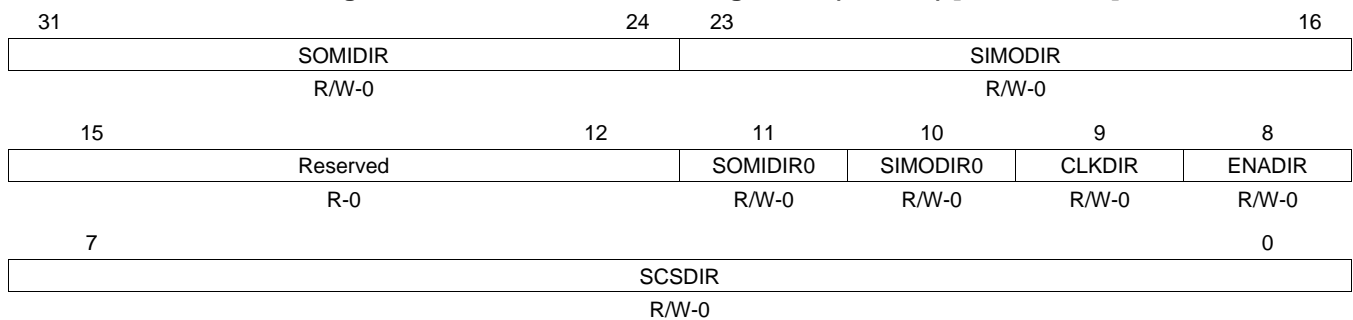 31 24 23 16
SOMIDIR SIMODIR
R/W-0 R/W-0
15 12 11 10 9 8
Reserved SOMIDIR0 SIMODIR0 CLKDIR ENADIR
R-0 R/W-0 R/W-0 R/W-0 R/W-0
7 0
SCSDIR
R/W-0